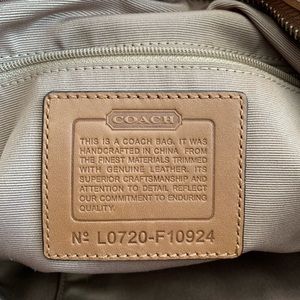 COACH
THIS IS A COACH BAG. IT WAS
HANDCRAFTED IN CHINA, FROM
THE FINEST MATERIALS TRIMMED
WITH GENUINE LEATHER. ITS
SUPERIOR CRAFTSMANSHIP AND
ATTENTION TO DETAIL REFLECT
OUR COMMITMENT TO ENDURING
QUALITY.
Nº L0720-F10924